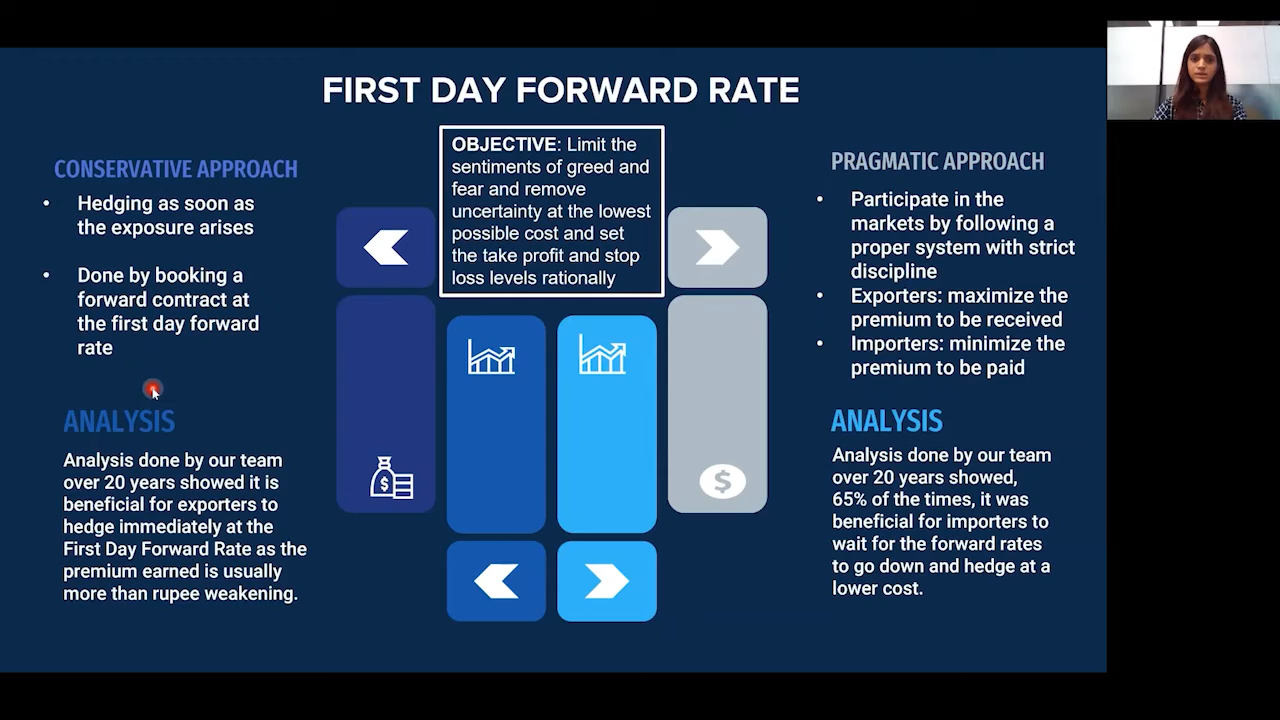 FIRST DAY FORWARD RATE
OBJECTIVE: Limit the
sentiments of greed and
fear and remove
uncertainty at the lowest
possible cost and set
the take profit and stop
loss levels rationally
CONSERVATIVE APPROACH
• Hedging as soon as
the exposure arises
• Done by booking a
forward contract at
the first day forward
rate
ANALYSIS
Analysis done by our team
over 20 years showed it is
beneficial for exporters to
hedge immediately at the
First Day Forward Rate as the
premium earned is usually
more than rupee weakening.
PRAGMATIC APPROACH
• Participate in the
markets by following a
proper system with strict
discipline
• Exporters: maximize the
premium to be received
• Importers: minimize the
premium to be paid
ANALYSIS
Analysis done by our team
over 20 years showed,
65% of the times, it was
beneficial for importers to
wait for the forward rates
to go down and hedge at a
lower cost.
$
$